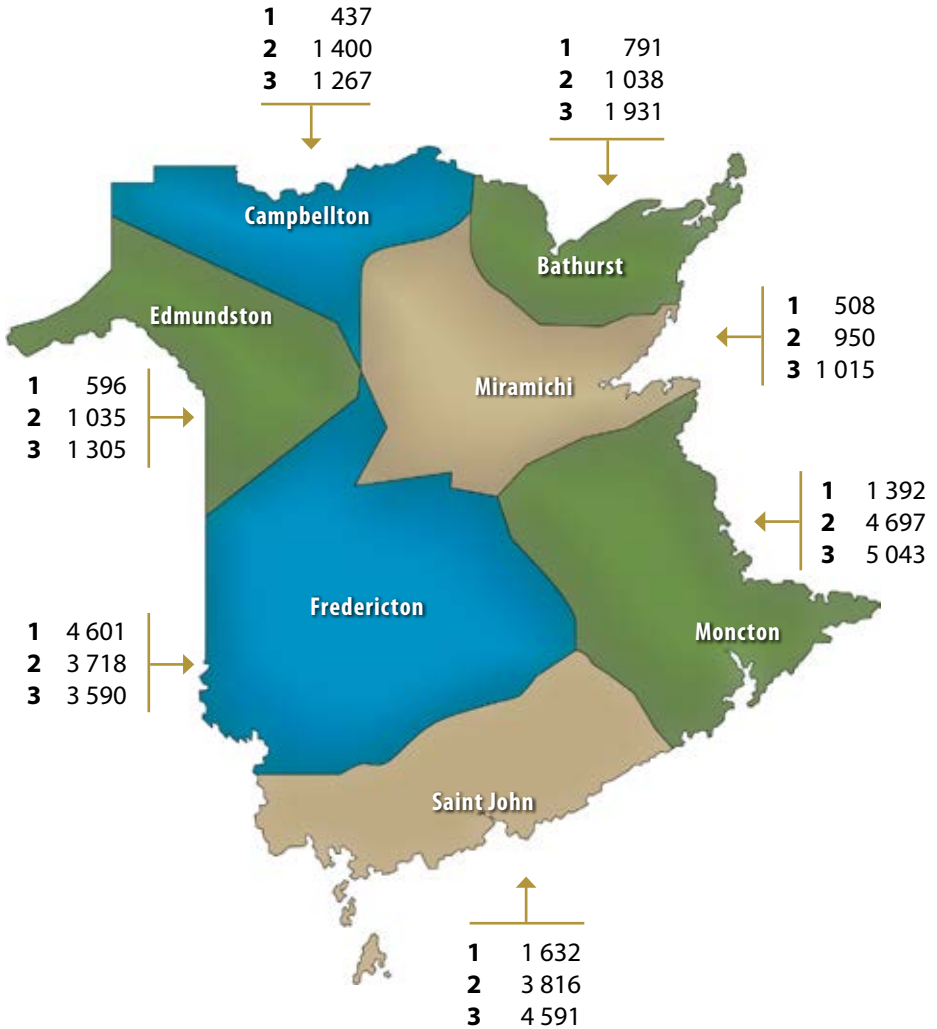 1 437
2 1 400
3 1 267
1 791
2 1 038
3 1 931
Campbellton
Bathurst
Edmundston
1 508
2 950
3 1 015
Miramichi
1 596
2 1 035
3 1 305
1 1 392
2 4 697
3 5 043
Fredericton
Moncton
1 4 601
2 3 718
3 3 590
Saint John
1 1 632
2 3 816
3 4 591